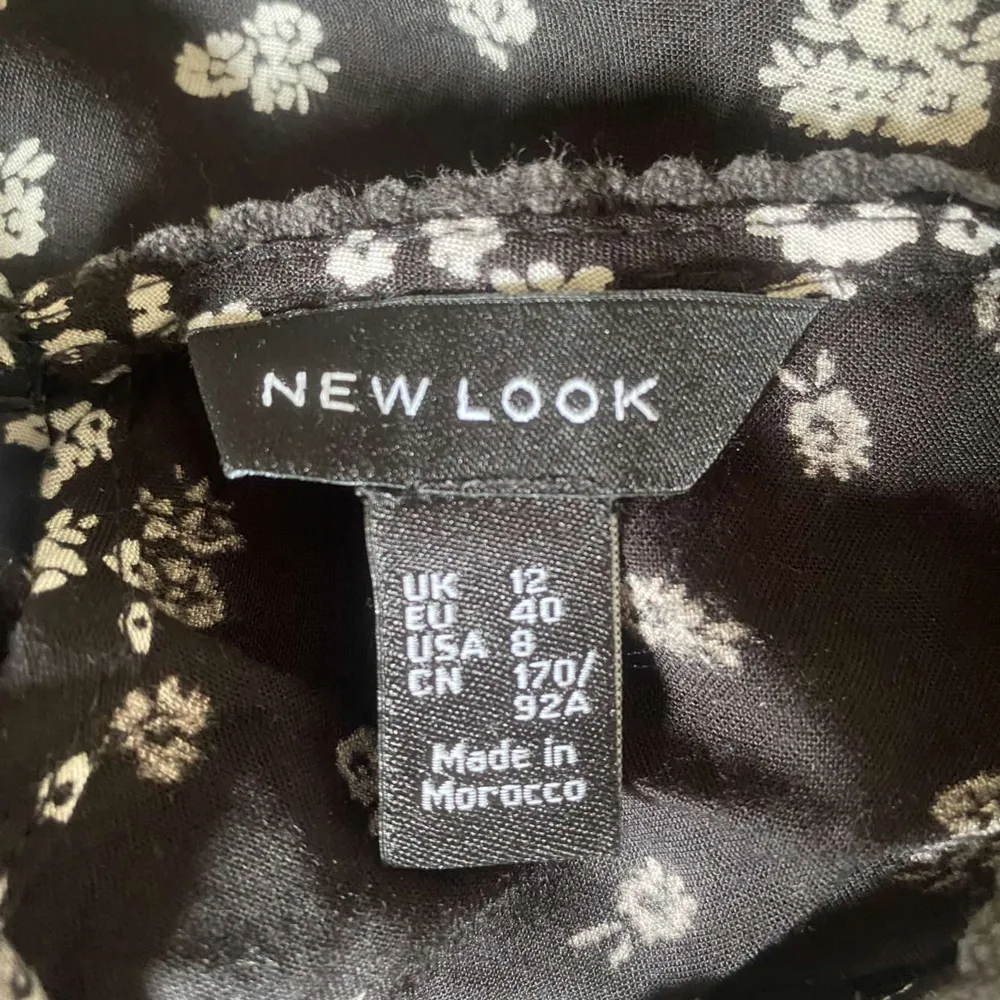 NEW LOOK
UK 12
EU 40
USA 8
CN 170/
92A
Made in
Morocco